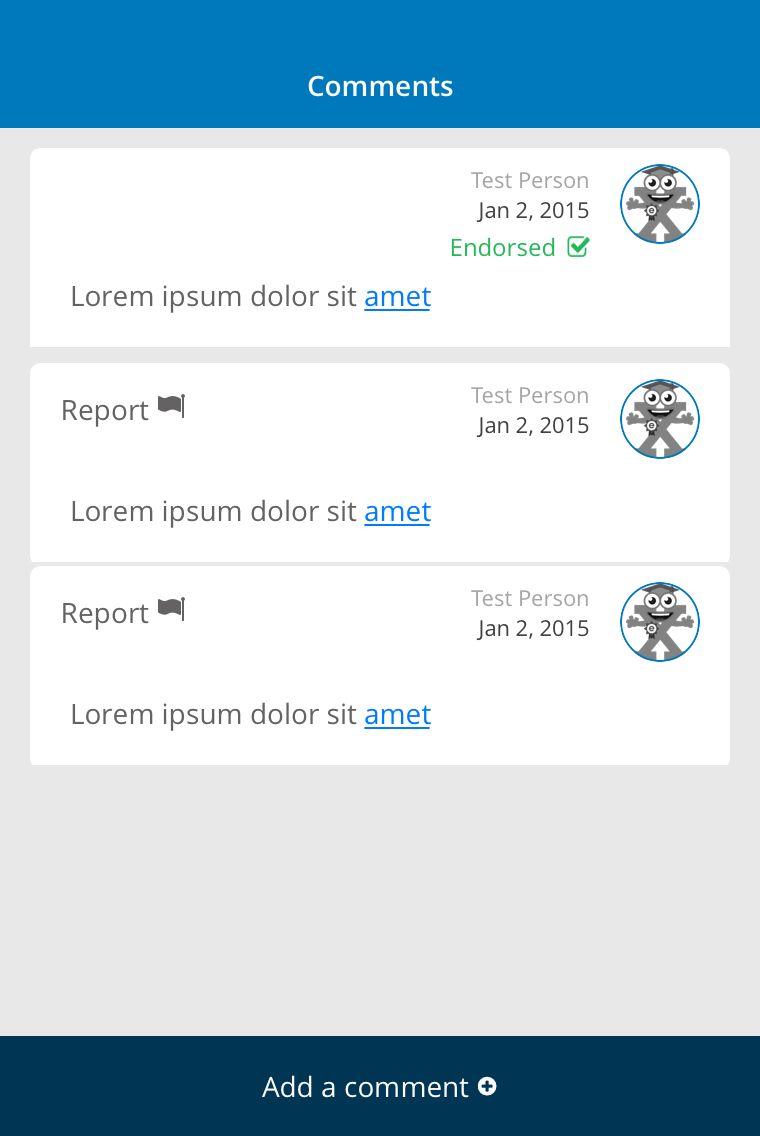 Comments
Test Person
Jan 2, 2015
Endorsed
Lorem ipsum dolor sit amet
Report
Test Person
Jan 2, 2015
Lorem ipsum dolor sit amet
Report
Test Person
Jan 2, 2015
Lorem ipsum dolor sit amet
Add a comment